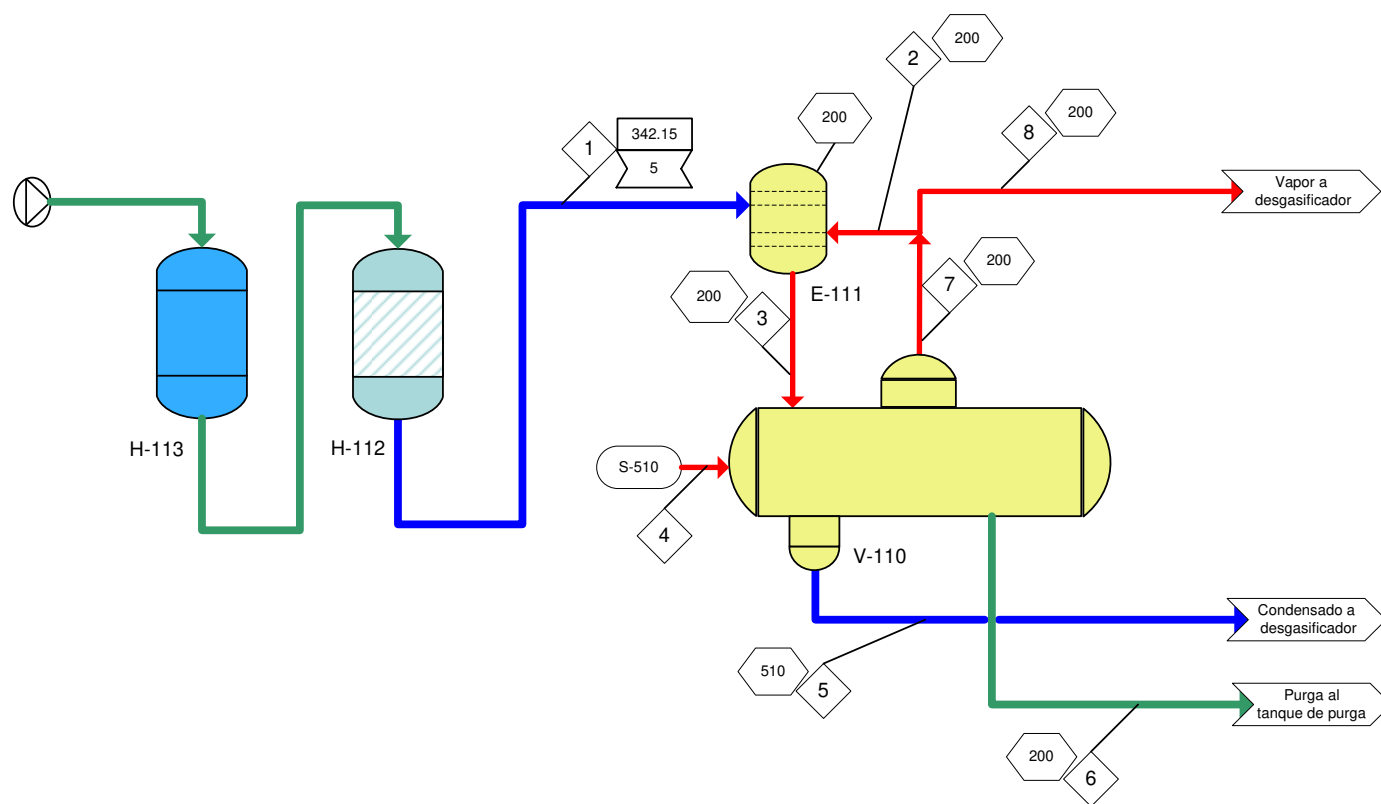 200
2
200
8
200
342.15
1
5
Vapor a
desgasificador
200
7
200
3
E-111
H-113
H-112
S-510
4
V-110
Condensado a
desgasificador
510
5
Purga al
tanque de purga
200
6